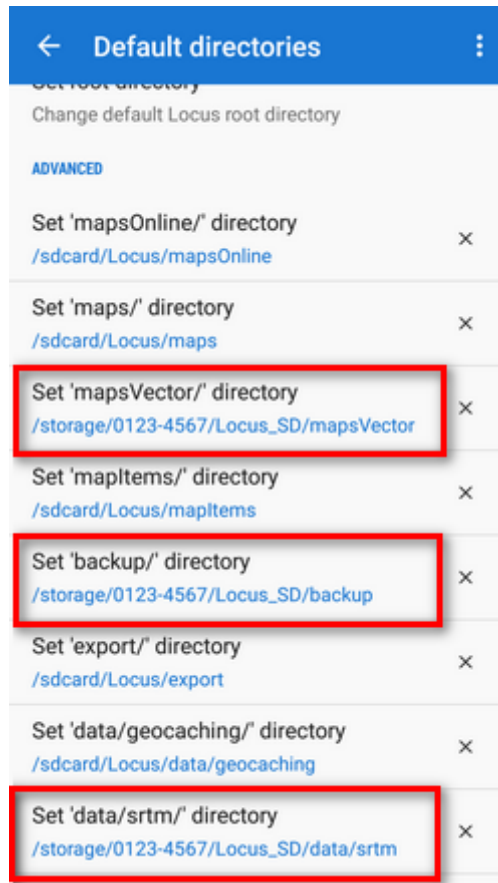 Default directories
Set root directory
Change default Locus root directory
ADVANCED
Set 'mapsOnline/' directory
/sdcard/Locus/mapsOnline
Set 'maps/' directory
/sdcard/Locus/maps
Set 'mapsVector/' directory
/storage/0123-4567/Locus_SD/mapsVector
Set 'mapItems/' directory
/sdcard/Locus/mapItems
Set 'backup/' directory
/storage/0123-4567/Locus_SD/backup
Set 'export/' directory
/sdcard/Locus/export
Set 'data/geocaching/' directory
/sdcard/Locus/data/geocaching
Set 'data/srtm/' directory
/storage/0123-4567/Locus_SD/data/srtm